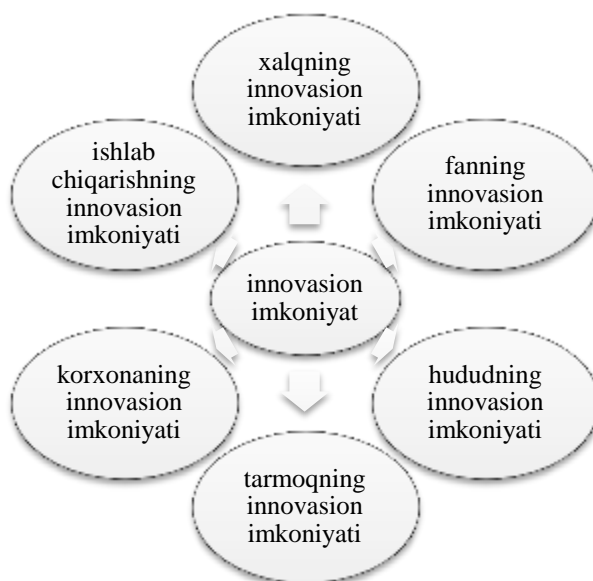 xalqning
innovasion
imkoniyati
ishlab
chiqarishning
innovasion
imkoniyati
fanning
innovasion
imkoniyati
innovasion
imkoniyat
korxonaning
innovasion
imkoniyati
hududning
innovasion
imkoniyati
tarmoqning
innovasion
imkoniyati